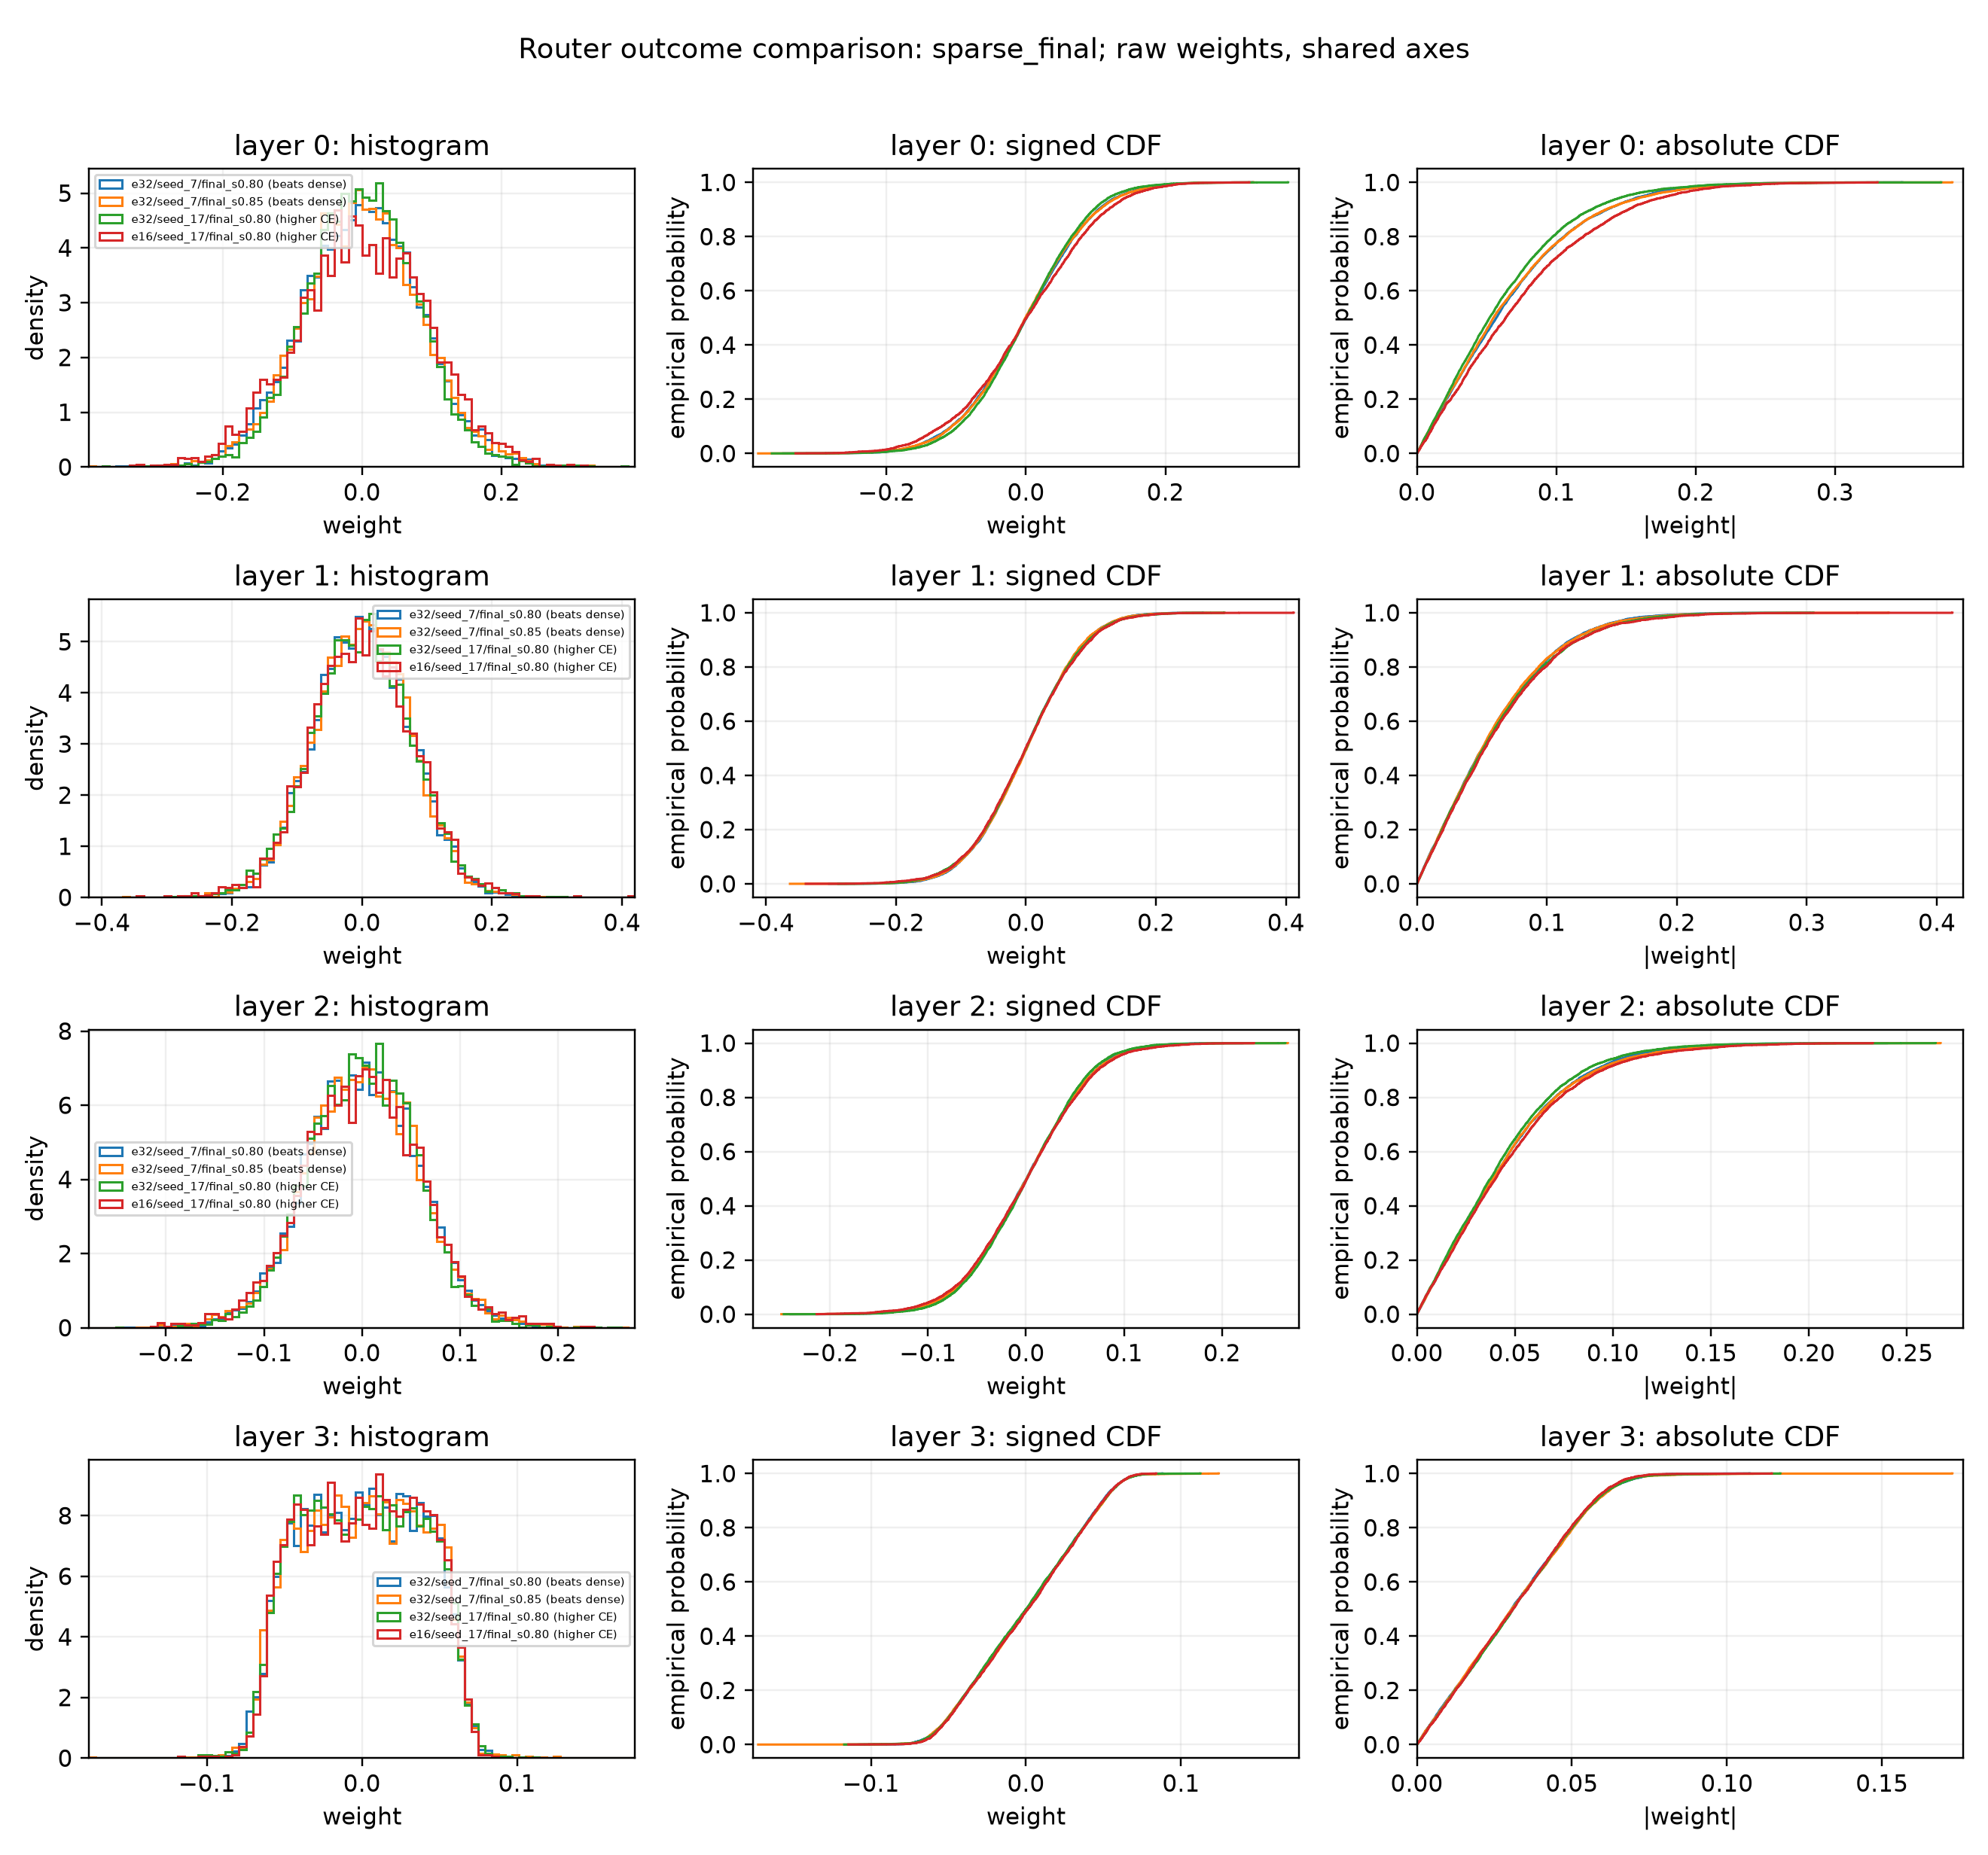 Router outcome comparison: sparse_final; raw weights, shared axes
layer 0: histogram
density
5
4
3
2
1
0
−0.2
0.0
0.2
weight
e32/seed_7/final_s0.80 (beats dense)
e32/seed_7/final_s0.85 (beats dense)
e32/seed_17/final_s0.80 (higher CE)
e16/seed_17/final_s0.80 (higher CE)
layer 0: signed CDF
empirical probability
1.0
0.8
0.6
0.4
0.2
0.0
−0.2
0.0
0.2
weight
layer 0: absolute CDF
empirical probability
1.0
0.8
0.6
0.4
0.2
0.0
0.0
0.1
0.2
0.3
|weight|
layer 1: histogram
density
5
4
3
2
1
0
−0.4
−0.2
0.0
0.2
0.4
weight
e32/seed_7/final_s0.80 (beats dense)
e32/seed_7/final_s0.85 (beats dense)
e32/seed_17/final_s0.80 (higher CE)
e16/seed_17/final_s0.80 (higher CE)
layer 1: signed CDF
empirical probability
1.0
0.8
0.6
0.4
0.2
0.0
−0.4
−0.2
0.0
0.2
0.4
weight
layer 1: absolute CDF
empirical probability
1.0
0.8
0.6
0.4
0.2
0.0
0.0
0.1
0.2
0.3
0.4
|weight|
layer 2: histogram
density
8
6
4
2
0
−0.2
−0.1
0.0
0.1
0.2
weight
e32/seed_7/final_s0.80 (beats dense)
e32/seed_7/final_s0.85 (beats dense)
e32/seed_17/final_s0.80 (higher CE)
e16/seed_17/final_s0.80 (higher CE)
layer 2: signed CDF
empirical probability
1.0
0.8
0.6
0.4
0.2
0.0
−0.2
−0.1
0.0
0.1
0.2
weight
layer 2: absolute CDF
empirical probability
1.0
0.8
0.6
0.4
0.2
0.0
0.00
0.05
0.10
0.15
0.20
0.25
|weight|
layer 3: histogram
density
8
6
4
2
0
−0.1
0.0
0.1
weight
e32/seed_7/final_s0.80 (beats dense)
e32/seed_7/final_s0.85 (beats dense)
e32/seed_17/final_s0.80 (higher CE)
e16/seed_17/final_s0.80 (higher CE)
layer 3: signed CDF
empirical probability
1.0
0.8
0.6
0.4
0.2
0.0
−0.1
0.0
0.1
weight
layer 3: absolute CDF
empirical probability
1.0
0.8
0.6
0.4
0.2
0.0
0.00
0.05
0.10
0.15
|weight|